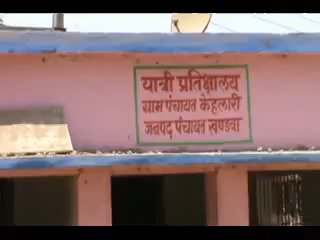 यात्री प्रतिक्षालय
ग्राम पंचायत केहलारी
जनपद पंचायत खण्डवा